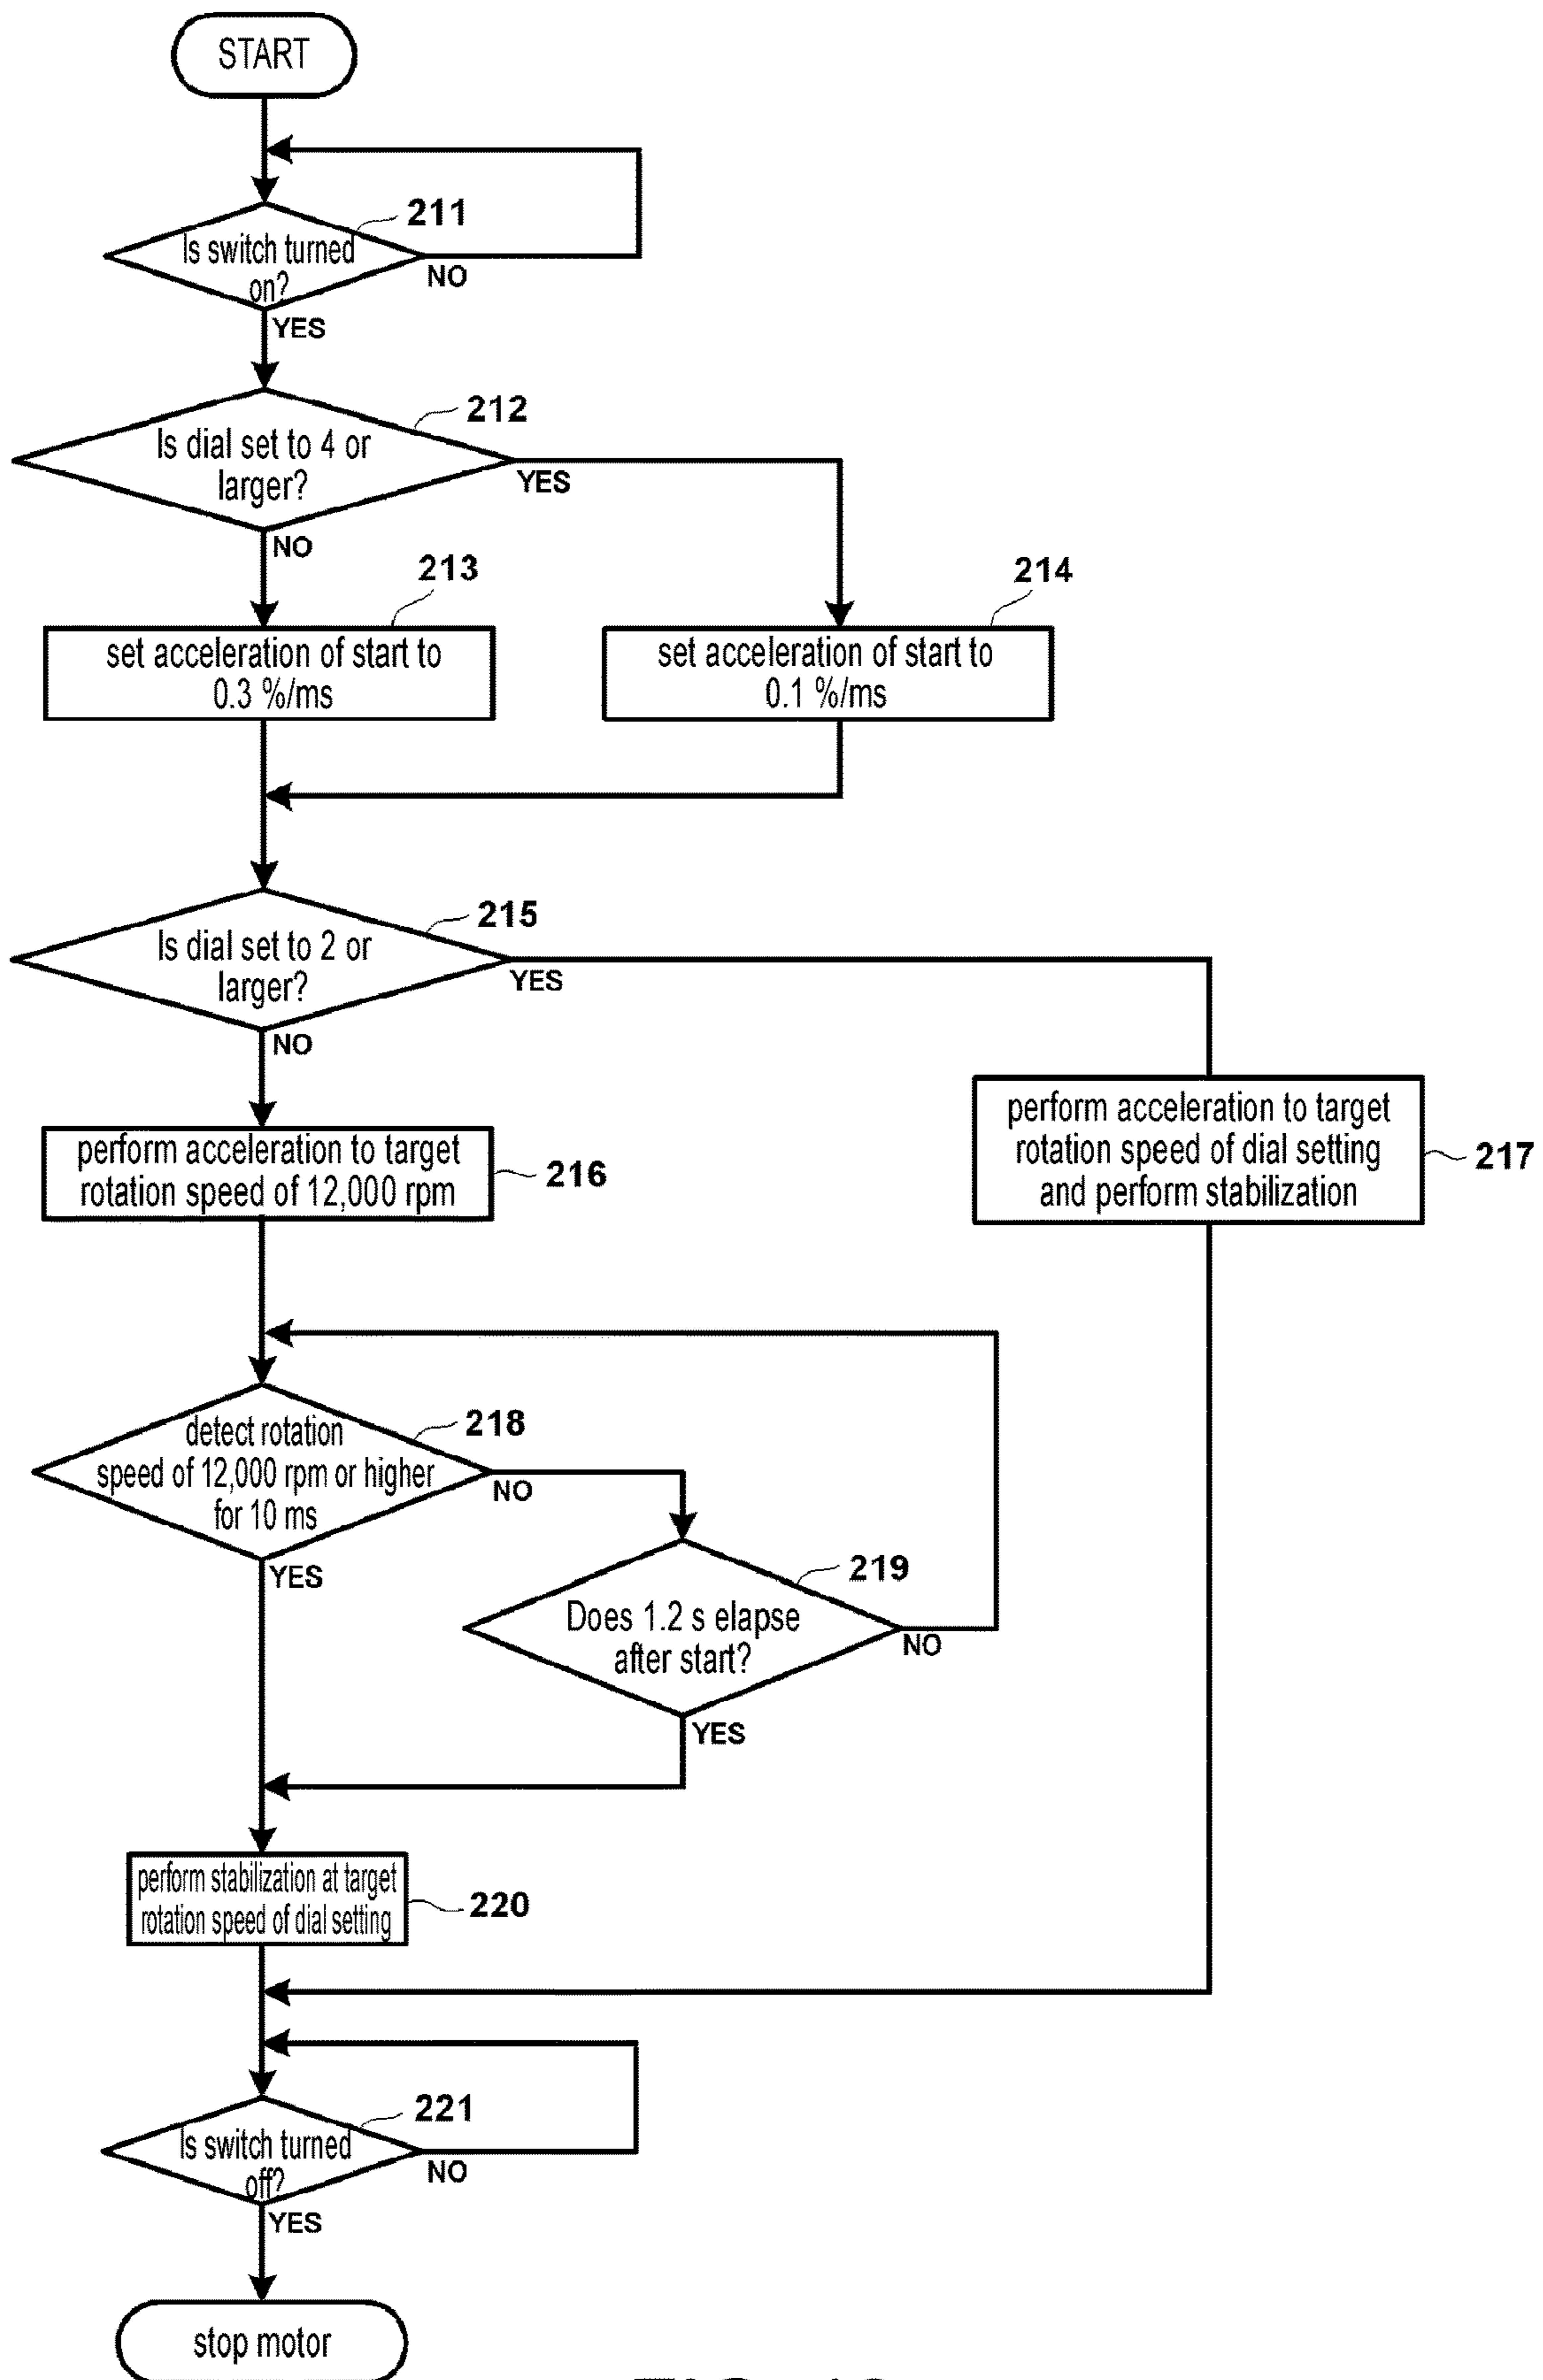 START
211
Is switch turned
on?
NO
YES
212
Is dial set to 4 or
larger?
YES
NO
213
214
set acceleration of start to
0.3 %/ms
set acceleration of start to
0.1 %/ms
215
Is dial set to 2 or
larger?
YES
NO
perform acceleration to target
rotation speed of 12,000 rpm
216
perform acceleration to target
rotation speed of dial setting
and perform stabilization
217
218
detect rotation
speed of 12,000 rpm or higher
for 10 ms
NO
YES
219
Does 1.2 s elapse
after start?
NO
YES
perform stabilization at target
rotation speed of dial setting
220
221
Is switch turned
off?
NO
YES
stop motor